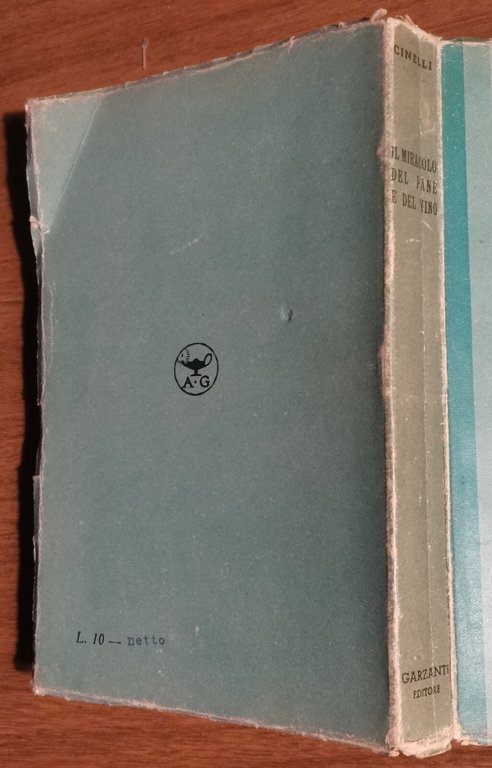 CINELLI
IL MIRACOLO
DEL PANE
E DEL VINO
GARZANTI
EDITORE
A·G
L. 10 — netto